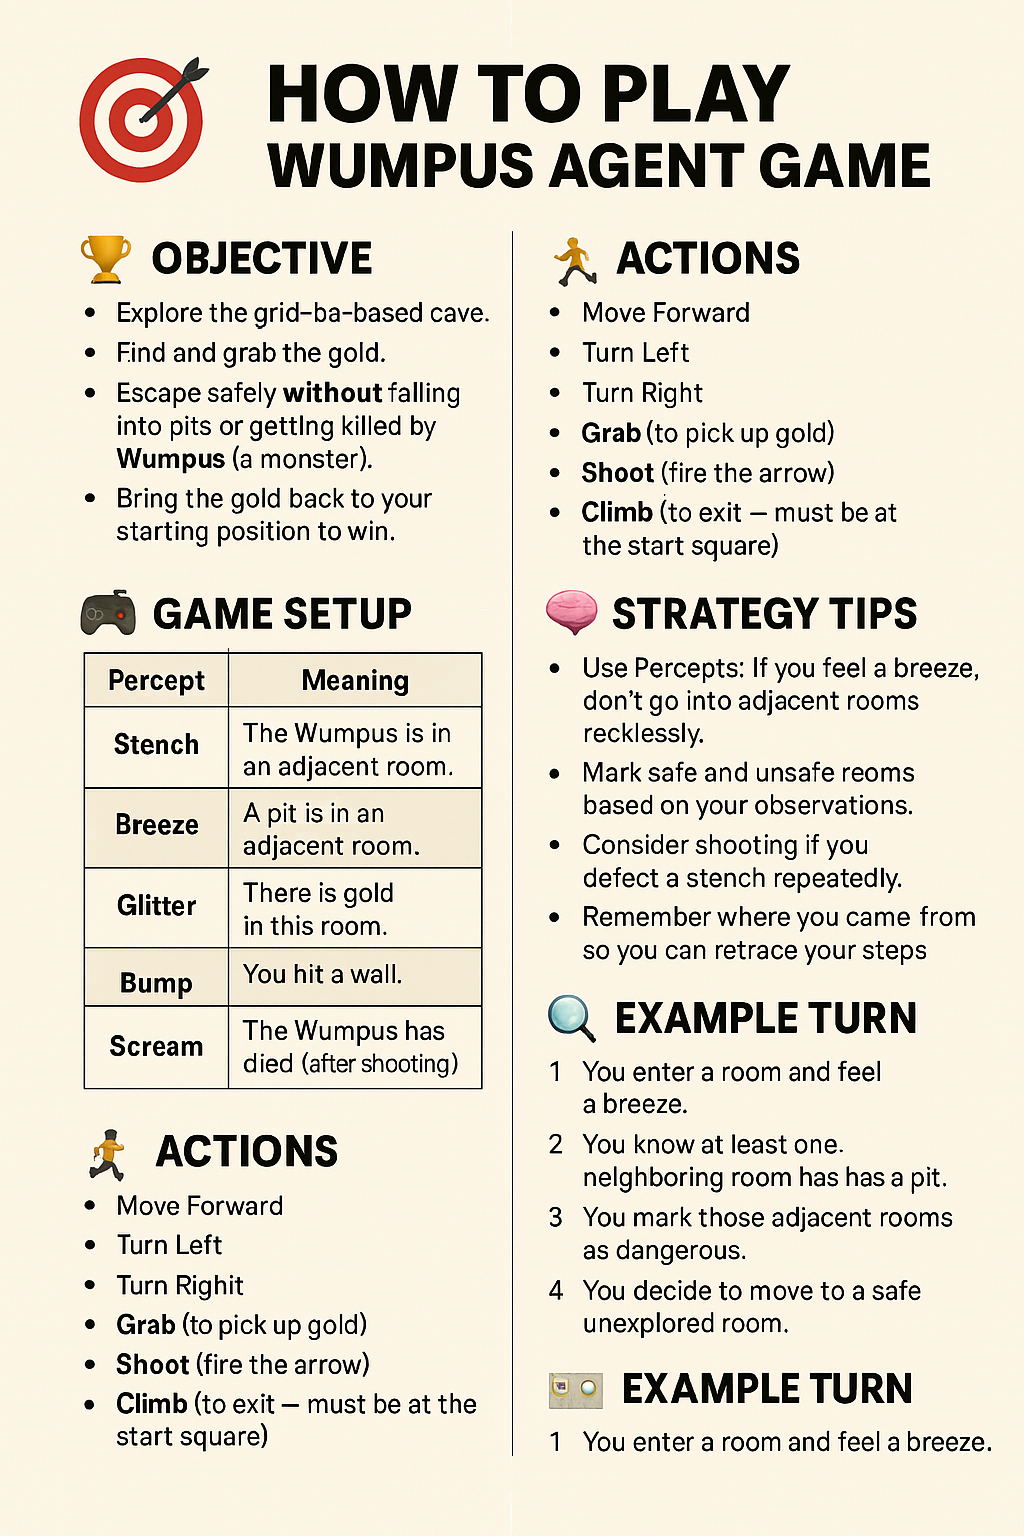 HOW TO PLAY
WUMPUS AGENT GAME
OBJECTIVE
• Explore the grid-ba-based cave.
• Find and grab the gold.
• Escape safely without falling
into pits or gettlng killed by
Wumpus (a monster).
• Bring the gold back to your
starting position to win.
GAME SETUP
Percept Meaning
Stench The Wumpus is in
an adjacent room.
Breeze A pit is in an
adjacent room.
Glitter There is gold
in this room.
Bump You hit a wall.
Scream The Wumpus has
died (after shooting)
ACTIONS
• Move Forward
• Turn Left
• Turn Righit
• Grab (to pick up gold)
• Shoot (fire the arrow)
• Climb (to exit – must be at the
start square)
ACTIONS
• Move Forward
• Turn Left
• Turn Right
• Grab (to pick up gold)
• Shoot (fire the arrow)
• Climb (to exit – must be at
the start square)
STRATEGY TIPS
• Use Percepts: If you feel a breeze,
don't go into adjacent rooms
recklessly.
• Mark safe and unsafe reoms
based on your observations.
• Consider shooting if you
defect a stench repeatedly.
• Remember where you came from
so you can retrace your steps
EXAMPLE TURN
1 You enter a room and feel
a breeze.
2 You know at least one.
nelghboring room has has a pit.
3 You mark those adjacent rooms
as dangerous.
4 You decide to move to a safe
unexplored room.
EXAMPLE TURN
1 You enter a room and feel a breeze.